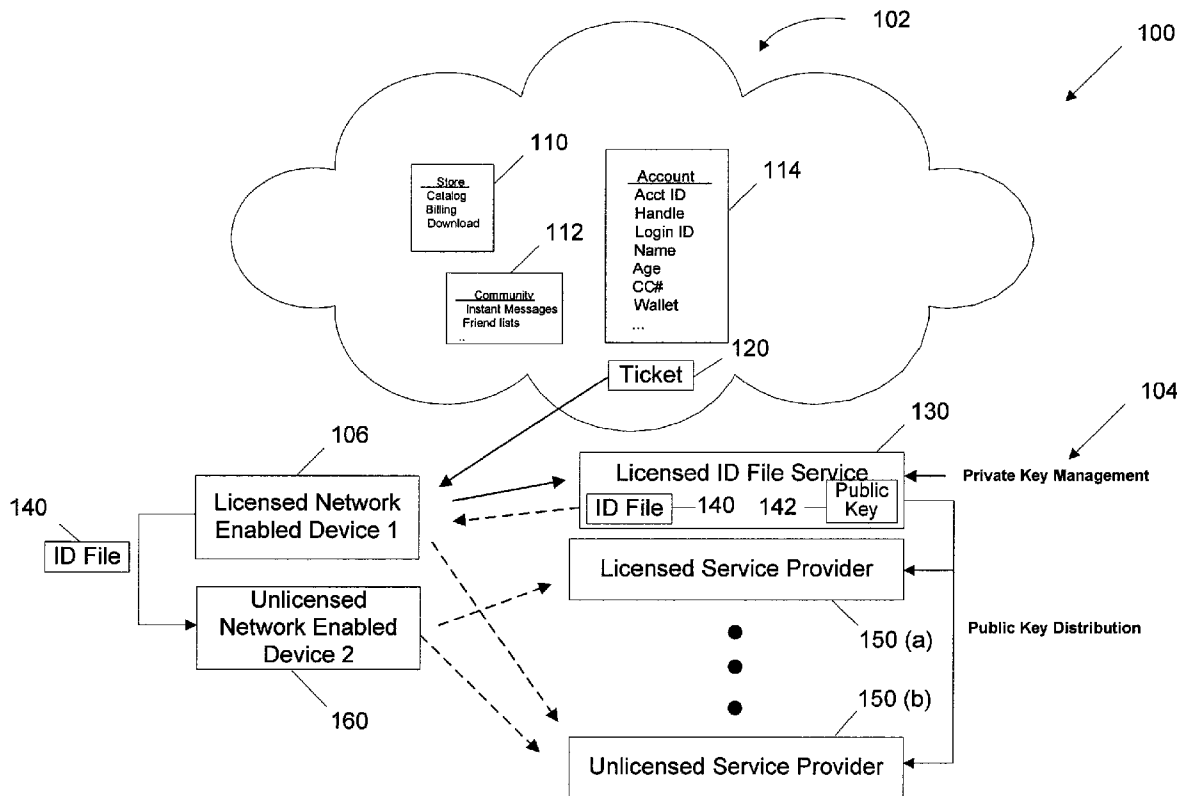 102
100
110
Store
Catalog
Billing
Download
Account
Acct ID
Handle
Login ID
Name
Age
CC#
Wallet
...
114
112
Community
Instant Messages
Friend lists
..
Ticket
120
104
106
130
Licensed Network
Enabled Device 1
Licensed ID File Service
ID File
140
142
Public
Key
Private Key Management
140
ID File
Unlicensed
Network Enabled
Device 2
160
Licensed Service Provider
150 (a)
Public Key Distribution
150 (b)
Unlicensed Service Provider